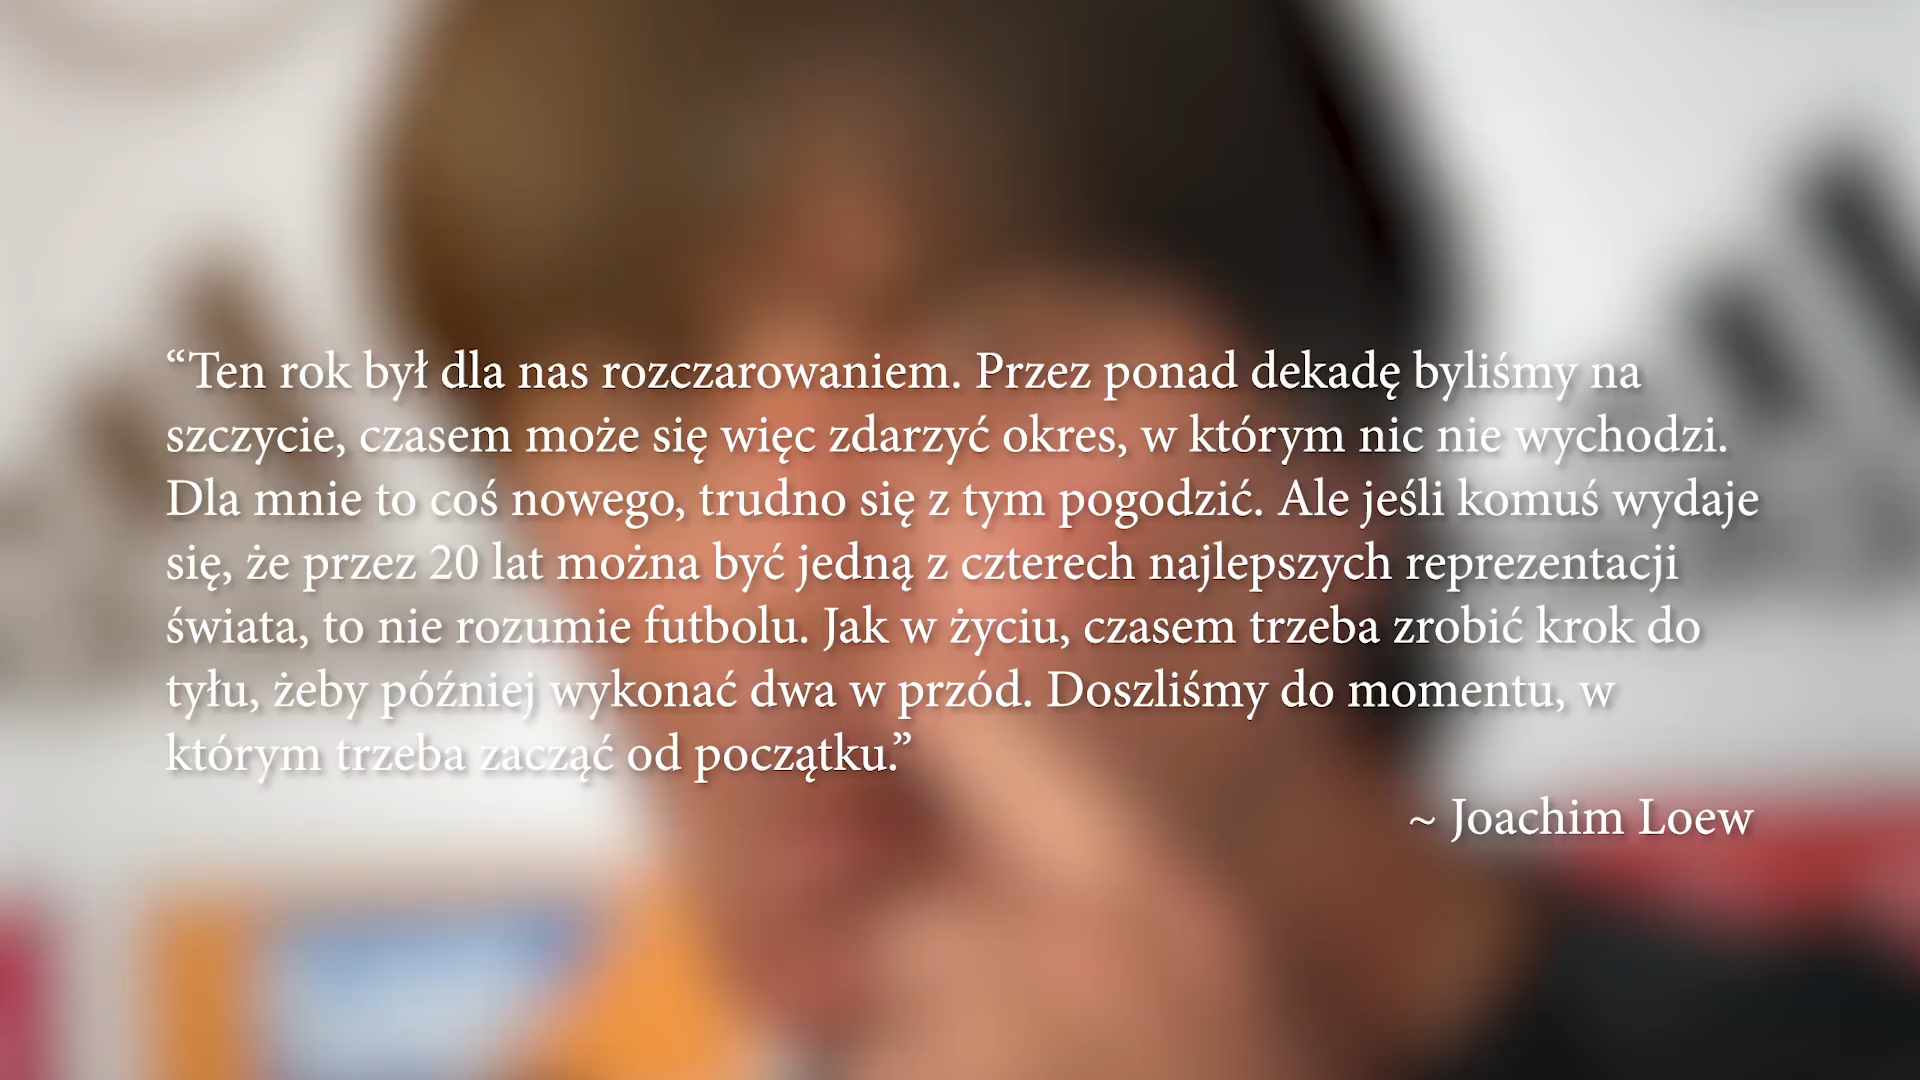 “Ten rok był dla nas rozczarowaniem. Przez ponad dekadę byliśmy na
szczycie, czasem może się więc zdarzyć okres, w którym nic nie wychodzi.
Dla mnie to coś nowego, trudno się z tym pogodzić. Ale jeśli komuś wydaje
się, że przez 20 lat można być jedną z czterech najlepszych reprezentacji
świata, to nie rozumie futbolu. Jak w życiu, czasem trzeba zrobić krok do
tyłu, żeby później wykonać dwa w przód. Doszliśmy do momentu, w
którym trzeba zacząć od początku.”
~ Joachim Loew